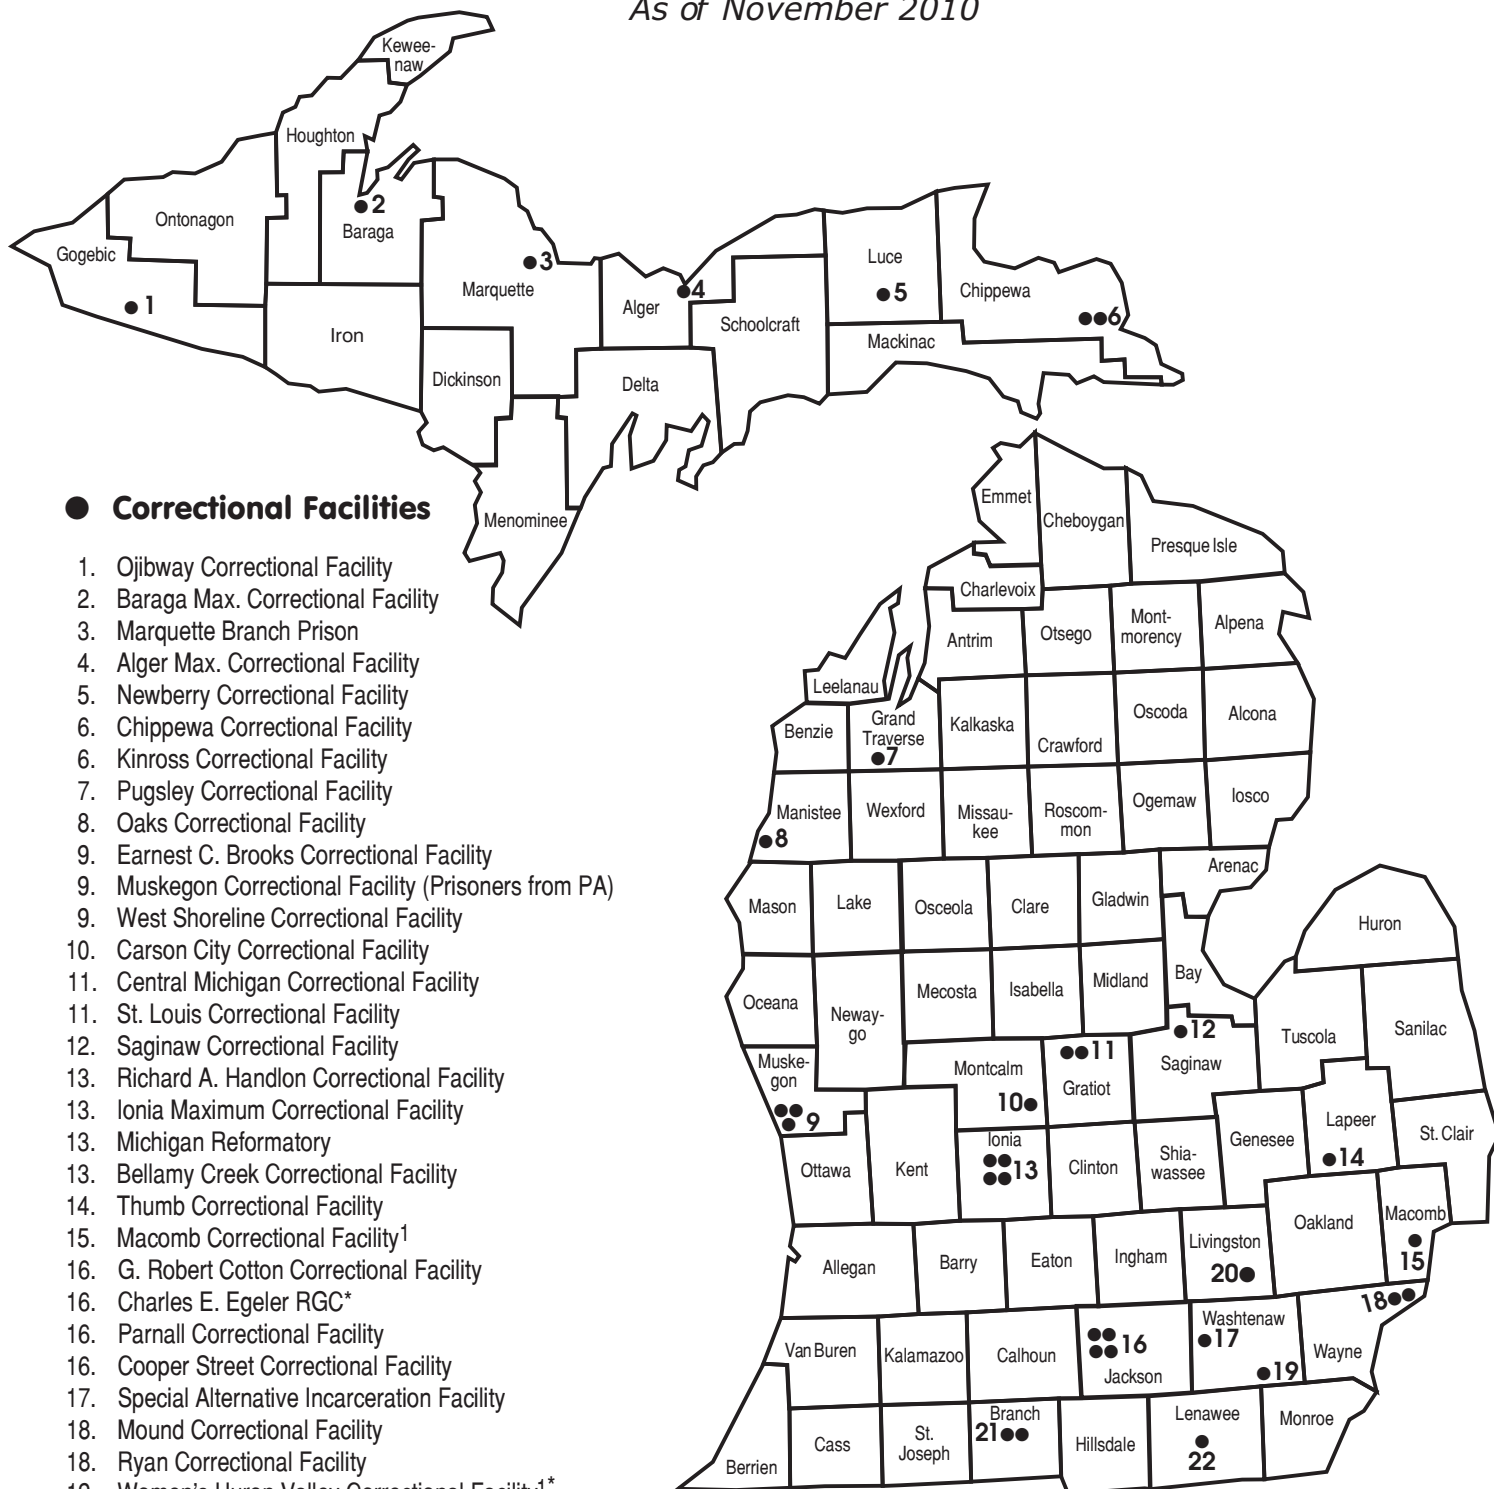 As of November 2010
Kewee-
naw
Houghton
Ontonagon
2
Baraga
Gogebic
1
3
Marquette
Iron
Dickinson
4
Alger
Schoolcraft
Delta
Menominee
Luce
5
Chippewa
6
Mackinac
● Correctional Facilities
1. Ojibway Correctional Facility
2. Baraga Max. Correctional Facility
3. Marquette Branch Prison
4. Alger Max. Correctional Facility
5. Newberry Correctional Facility
6. Chippewa Correctional Facility
6. Kinross Correctional Facility
7. Pugsley Correctional Facility
8. Oaks Correctional Facility
9. Earnest C. Brooks Correctional Facility
9. Muskegon Correctional Facility (Prisoners from PA)
9. West Shoreline Correctional Facility
10. Carson City Correctional Facility
11. Central Michigan Correctional Facility
11. St. Louis Correctional Facility
12. Saginaw Correctional Facility
13. Richard A. Handlon Correctional Facility
13. Ionia Maximum Correctional Facility
13. Michigan Reformatory
13. Bellamy Creek Correctional Facility
14. Thumb Correctional Facility
15. Macomb Correctional Facility1
16. G. Robert Cotton Correctional Facility
16. Charles E. Egeler RGC*
16. Parnall Correctional Facility
16. Cooper Street Correctional Facility
17. Special Alternative Incarceration Facility
18. Mound Correctional Facility
18. Ryan Correctional Facility
19. Women's Huron Valley Correctional Facility1*
Emmet
Cheboygan
Presque Isle
Charlevoix
Antrim
Otsego
Mont-
morency
Alpena
Leelanau
Benzie
Grand
Traverse
7
Kalkaska
Crawford
Oscoda
Alcona
Manistee
8
Wexford
Missau-
kee
Roscom-
mon
Ogemaw
Iosco
Arenac
Mason
Lake
Osceola
Clare
Gladwin
Huron
Oceana
Neway-
go
Mecosta
Isabella
Midland
Bay
Tuscola
Sanilac
Muske-
gon
9
Montcalm
10
11
Gratiot
12
Saginaw
Lapeer
14
St. Clair
Ottawa
Kent
Ionia
13
Clinton
Shia-
wassee
Genesee
Allegan
Barry
Eaton
Ingham
Livingston
20
Oakland
Macomb
15
Van Buren
Kalamazoo
Calhoun
16
Jackson
Washtenaw
17
19
18
Wayne
Berrien
Cass
St.
Joseph
Branch
21
Hillsdale
Lenawee
22
Monroe